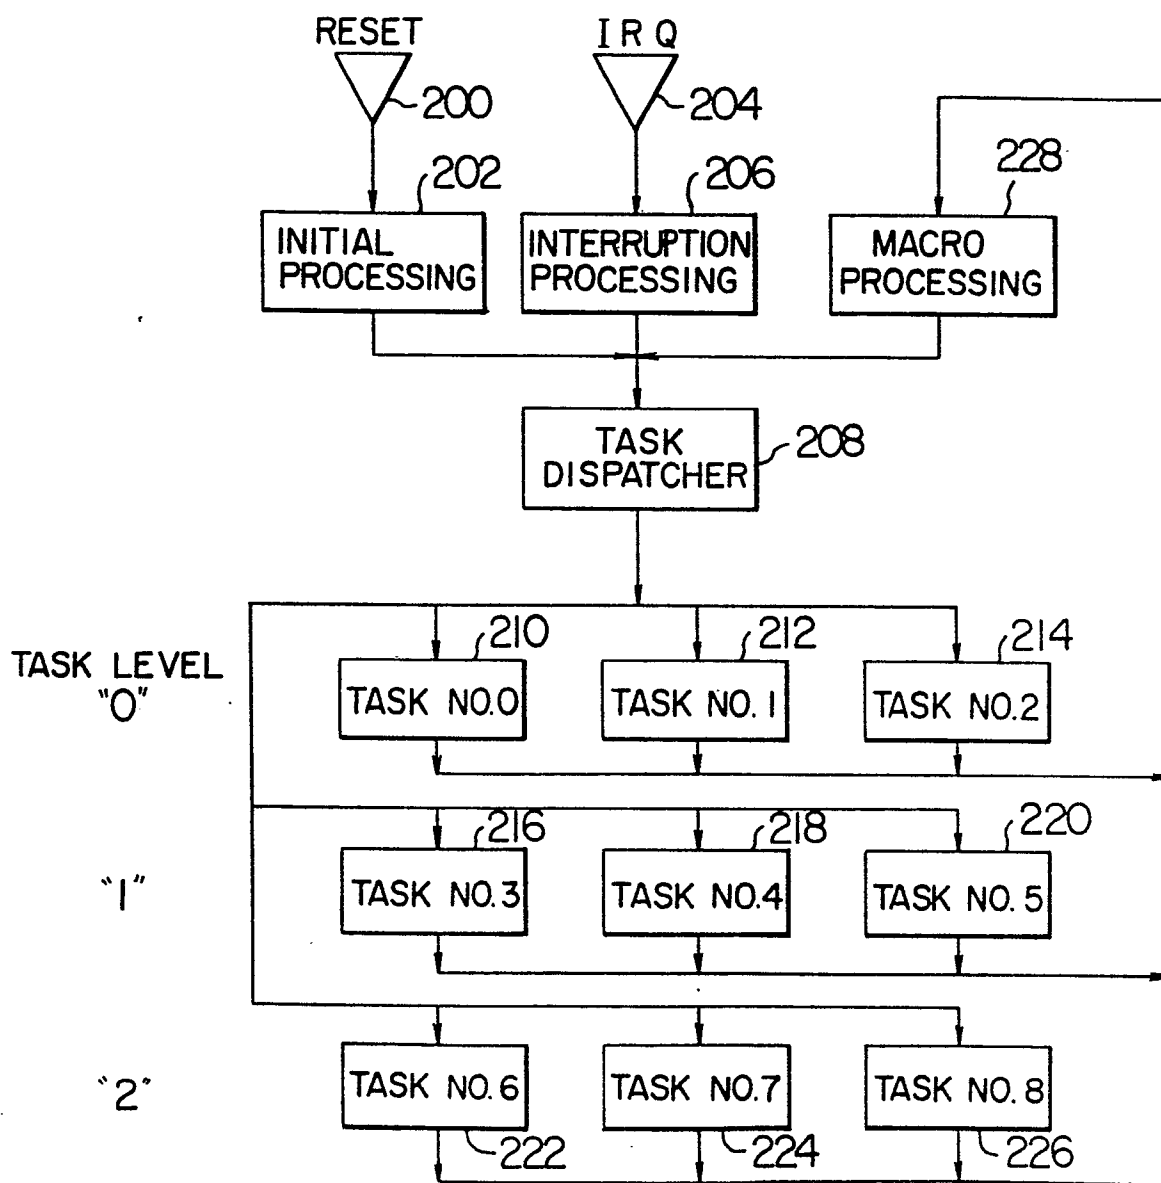 RESET
IRQ
200
204
202
206
228
INITIAL
PROCESSING
INTERRUPTION
PROCESSING
MACRO
PROCESSING
TASK
DISPATCHER
208
TASK LEVEL
"0"
210
212
214
TASK NO.0
TASK NO. 1
TASK NO.2
216
218
220
"1"
TASK NO.3
TASK NO.4
TASK NO.5
"2"
TASK NO.6
TASK NO.7
TASK NO.8
222
224
226